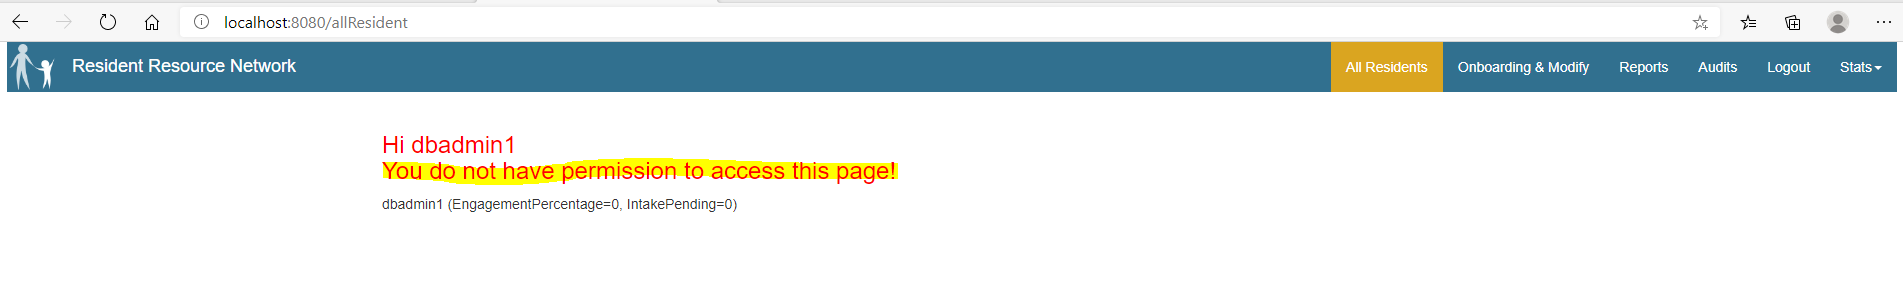 localhost:8080/allResident
Resident Resource Network
All Residents Onboarding & Modify Reports Audits Logout Stats
Hi dbadmin1
You do not have permission to access this page!
dbadmin1 (EngagementPercentage=0, IntakePending=0)